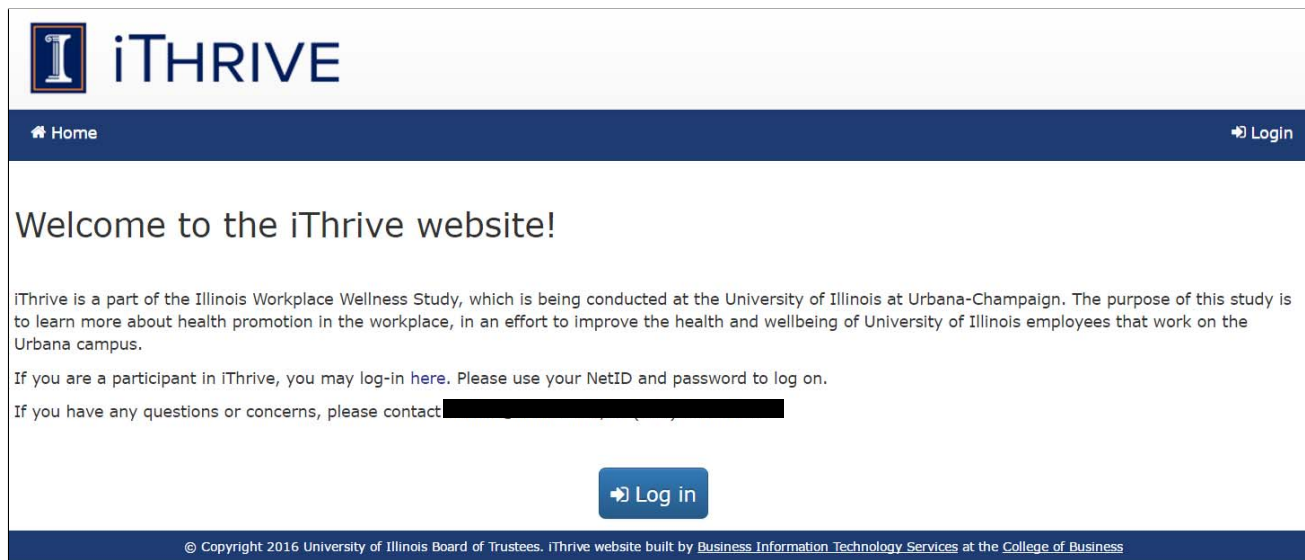 iTHRIVE
Home
Login
Welcome to the iThrive website!
iThrive is a part of the Illinois Workplace Wellness Study, which is being conducted at the University of Illinois at Urbana-Champaign. The purpose of this study is
to learn more about health promotion in the workplace, in an effort to improve the health and wellbeing of University of Illinois employees that work on the
Urbana campus.
If you are a participant in iThrive, you may log-in here. Please use your NetID and password to log on.
If you have any questions or concerns, please contact
Log in
© Copyright 2016 University of Illinois Board of Trustees. iThrive website built by Business Information Technology Services at the College of Business